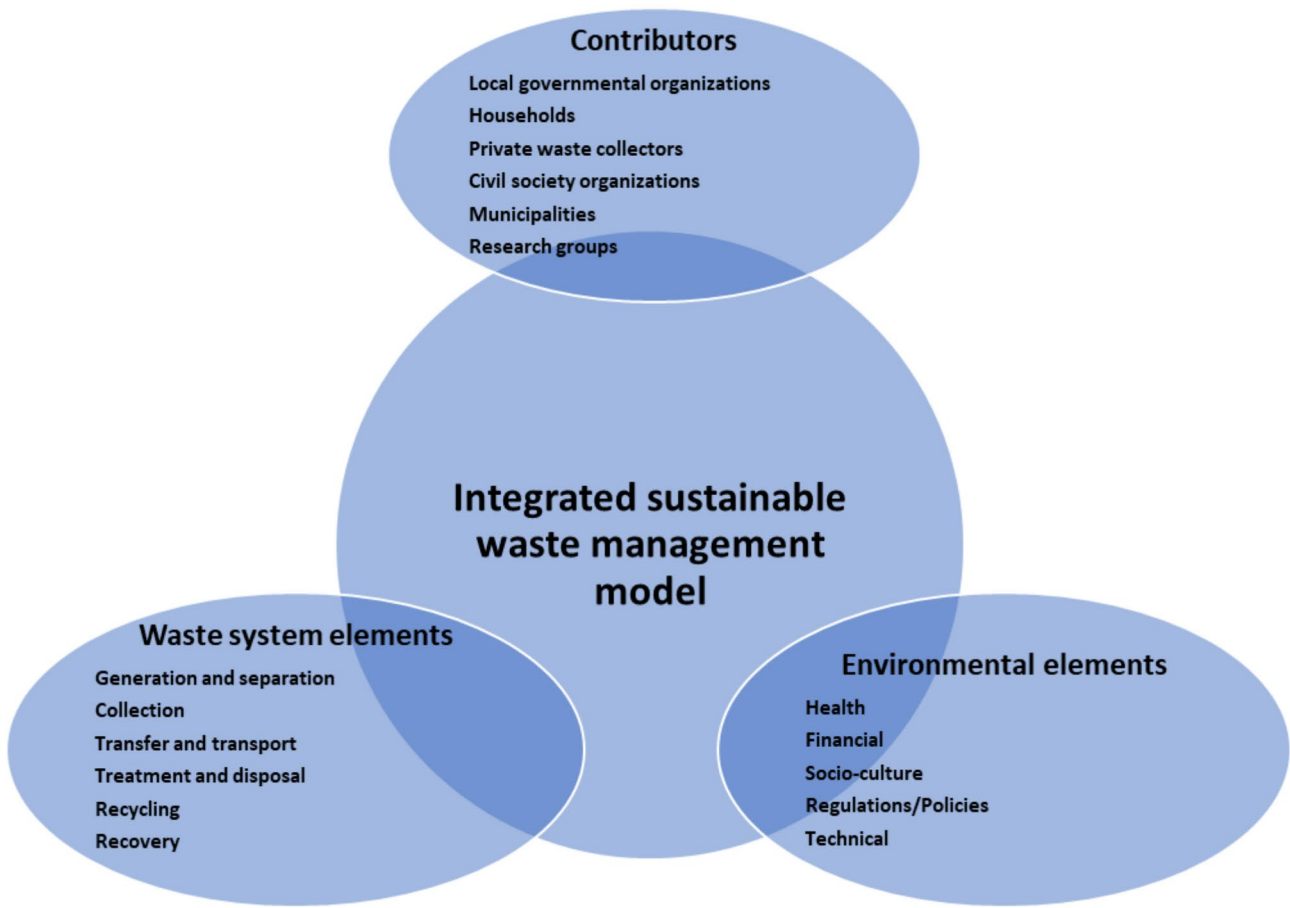 Contributors
Local governmental organizations
Households
Private waste collectors
Civil society organizations
Municipalities
Research groups
Integrated sustainable
waste management
model
Waste system elements
Generation and separation
Collection
Transfer and transport
Treatment and disposal
Recycling
Recovery
Environmental elements
Health
Financial
Socio-culture
Regulations/Policies
Technical